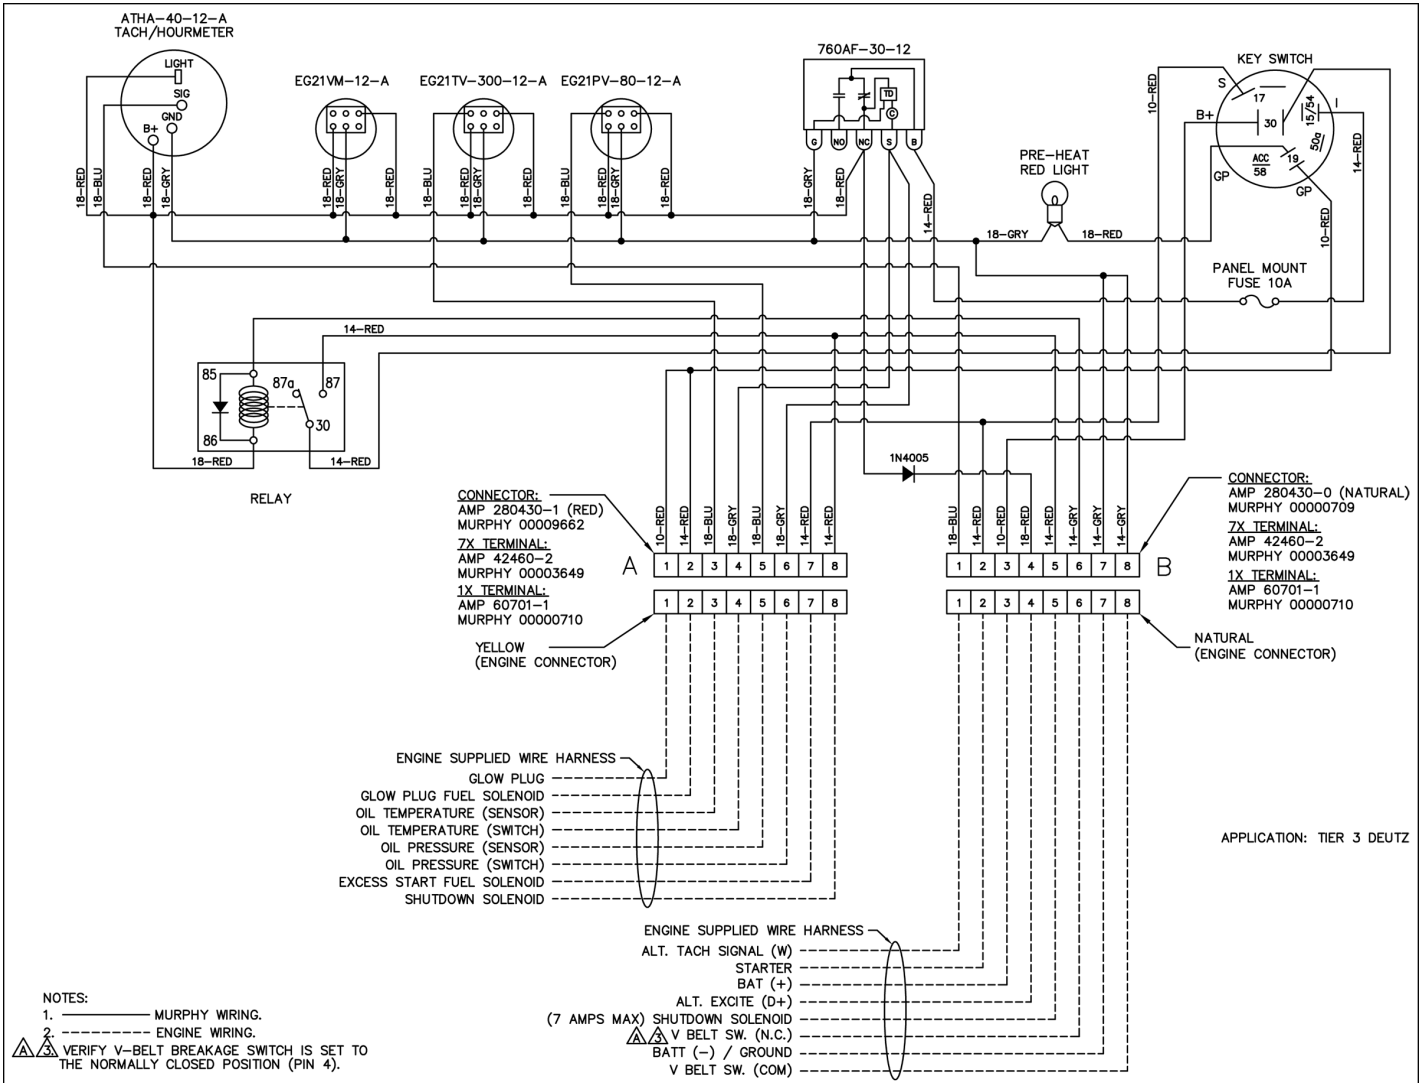 ATHA-40-12-A
TACH/HOURMETER
LIGHT
SIG
GND
B+
EG21VM-12-A
EG21TV-300-12-A
EG21PV-80-12-A
760AF-30-12
TD
C
G
NO
NC
S
B
KEY SWITCH
S
17
B+
30
15/54
I
50a
ACC
58
19
GP
GP
10-RED
14-RED
10-RED
PRE-HEAT
RED LIGHT
18-RED
18-BLU
18-RED
18-GRY
18-RED
18-GRY
18-RED
18-BLU
18-RED
18-GRY
18-RED
18-BLU
18-RED
18-GRY
18-RED
18-GRY
18-RED
14-RED
18-GRY
18-RED
PANEL MOUNT
FUSE 10A
14-RED
85
87a
87
86
30
18-RED
14-RED
RELAY
1N4005
CONNECTOR:
AMP 280430-1 (RED)
MURPHY 00009662
7X TERMINAL:
AMP 42460-2
MURPHY 00003649
1X TERMINAL:
AMP 60701-1
MURPHY 00000710
10-RED
14-RED
18-BLU
18-GRY
18-BLU
18-GRY
14-RED
14-RED
A
1 2 3 4 5 6 7 8
1 2 3 4 5 6 7 8
YELLOW
(ENGINE CONNECTOR)
18-BLU
14-RED
10-RED
18-RED
14-RED
14-GRY
14-GRY
14-GRY
1 2 3 4 5 6 7 8
B
1 2 3 4 5 6 7 8
CONNECTOR:
AMP 280430-0 (NATURAL)
MURPHY 00000709
7X TERMINAL:
AMP 42460-2
MURPHY 00003649
1X TERMINAL:
AMP 60701-1
MURPHY 00000710
NATURAL
(ENGINE CONNECTOR)
ENGINE SUPPLIED WIRE HARNESS
GLOW PLUG
GLOW PLUG FUEL SOLENOID
OIL TEMPERATURE (SENSOR)
OIL TEMPERATURE (SWITCH)
OIL PRESSURE (SENSOR)
OIL PRESSURE (SWITCH)
EXCESS START FUEL SOLENOID
SHUTDOWN SOLENOID
APPLICATION: TIER 3 DEUTZ
ENGINE SUPPLIED WIRE HARNESS
ALT. TACH SIGNAL (W)
STARTER
BAT (+)
ALT. EXCITE (D+)
(7 AMPS MAX) SHUTDOWN SOLENOID
A 3 V BELT SW. (N.C.)
BATT (-) / GROUND
V BELT SW. (COM)
NOTES:
1. MURPHY WIRING.
2. ENGINE WIRING.
A 3. VERIFY V-BELT BREAKAGE SWITCH IS SET TO
THE NORMALLY CLOSED POSITION (PIN 4).